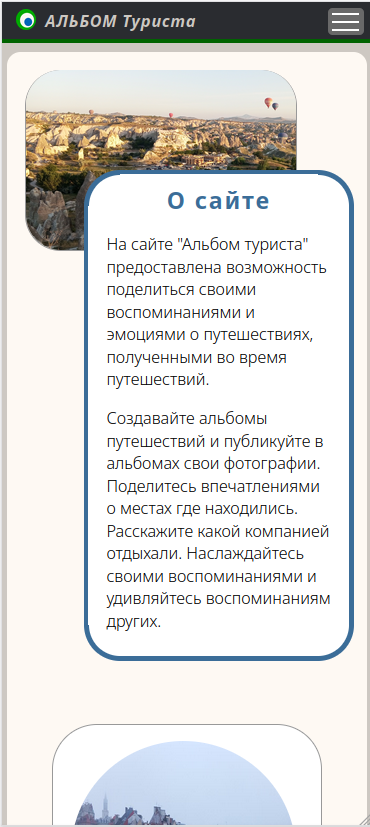 АЛЬБОМ Туриста
О сайте
На сайте "Альбом туриста"
предоставлена возможность
поделиться своими
воспоминаниями и
эмоциями о путешествиях,
полученными во время
путешествий.
Создавайте альбомы
путешествий и публикуйте в
альбомах свои фотографии.
Поделитесь впечатлениями
о местах где находились.
Расскажите какой компанией
отдыхали. Наслаждайтесь
своими воспоминаниями и
удивляйтесь воспоминаниям
других.